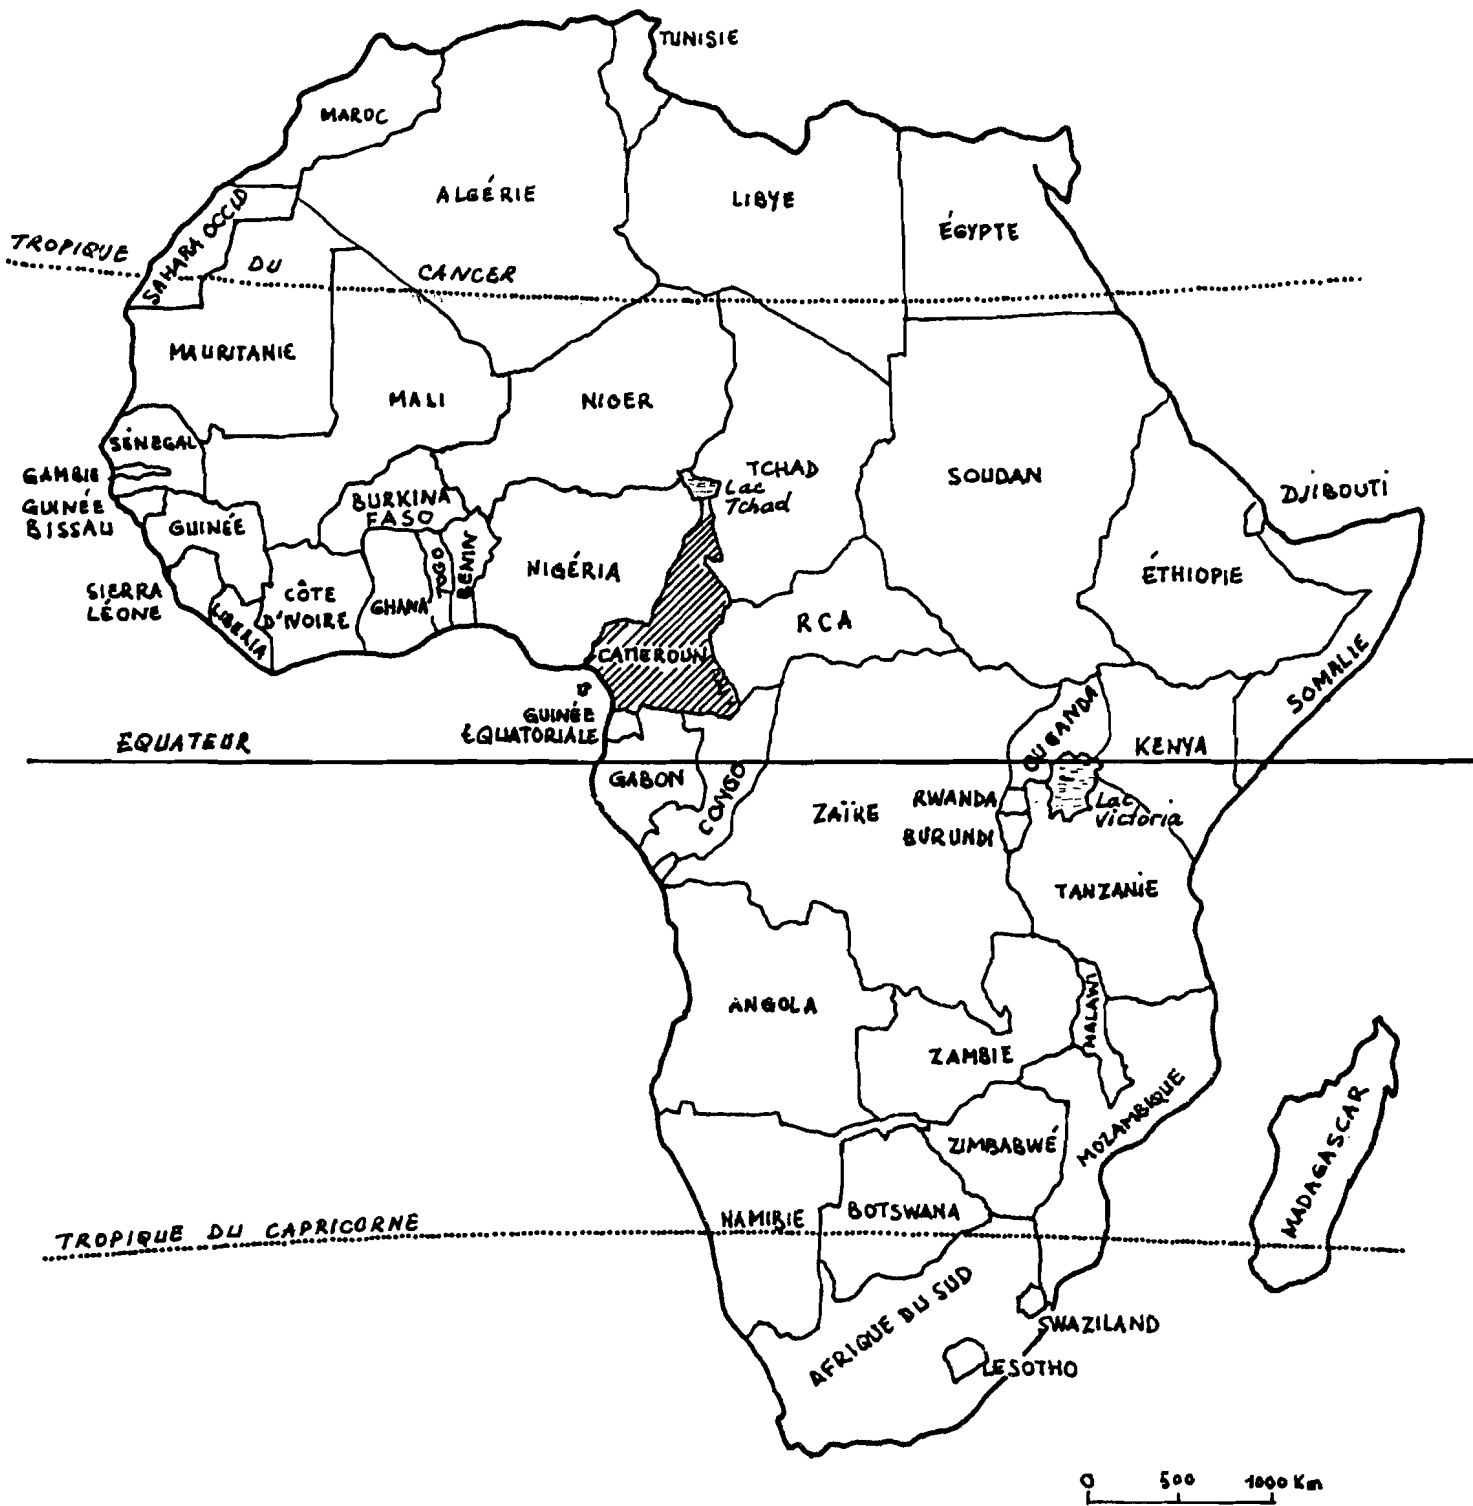 TUNISIE
MAROC
ALGÉRIE
LIBYE
ÉGYPTE
SAHARA OCCID
TROPIQUE DU CANCER
MAURITANIE
MALI
NIGER
TCHAD
Lac
Tchad
SOUDAN
SÉNÉGAL
GAMBIE
GUINÉE
BISSAU
GUINÉE
BURKINA
FASO
DJIBOUTI
SIERRA
LÉONE
LIBERIA
CÔTE
D'IVOIRE
GHANA
TOGO
BENIN
NIGÉRIA
ÉTHIOPIE
RCA
CAMEROUN
SOMALIE
GUINÉE
ÉQUATORIALE
EQUATEUR
GABON
CONGO
OUGANDA
KENYA
ZAÏRE
RWANDA
BURUNDI
Lac
Victoria
TANZANIE
ANGOLA
ZAMBIE
MALAWI
MOZAMBIQUE
MADAGASCAR
ZIMBABWÉ
NAMIBIE
BOTSWANA
TROPIQUE DU CAPRICORNE
AFRIQUE DU SUD
SWAZILAND
LESOTHO
0 500 1000 Km